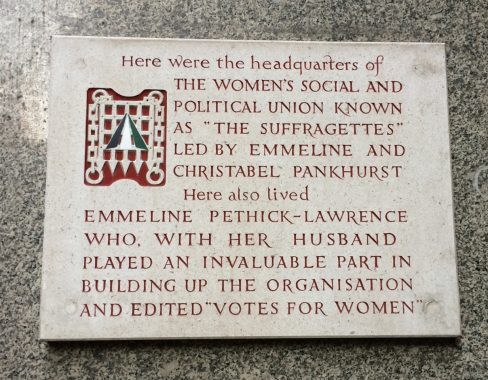 Here were the headquarters of
THE WOMEN'S SOCIAL AND
POLITICAL UNION KNOWN
AS "THE SUFFRAGETTES"
LED BY EMMELINE AND
CHRISTABEL PANKHURST
Here also lived
EMMELINE PETHICK-LAWRENCE
WHO, WITH HER HUSBAND
PLAYED AN INVALUABLE PART IN
BUILDING UP THE ORGANISATION
AND EDITED "VOTES FOR WOMEN"